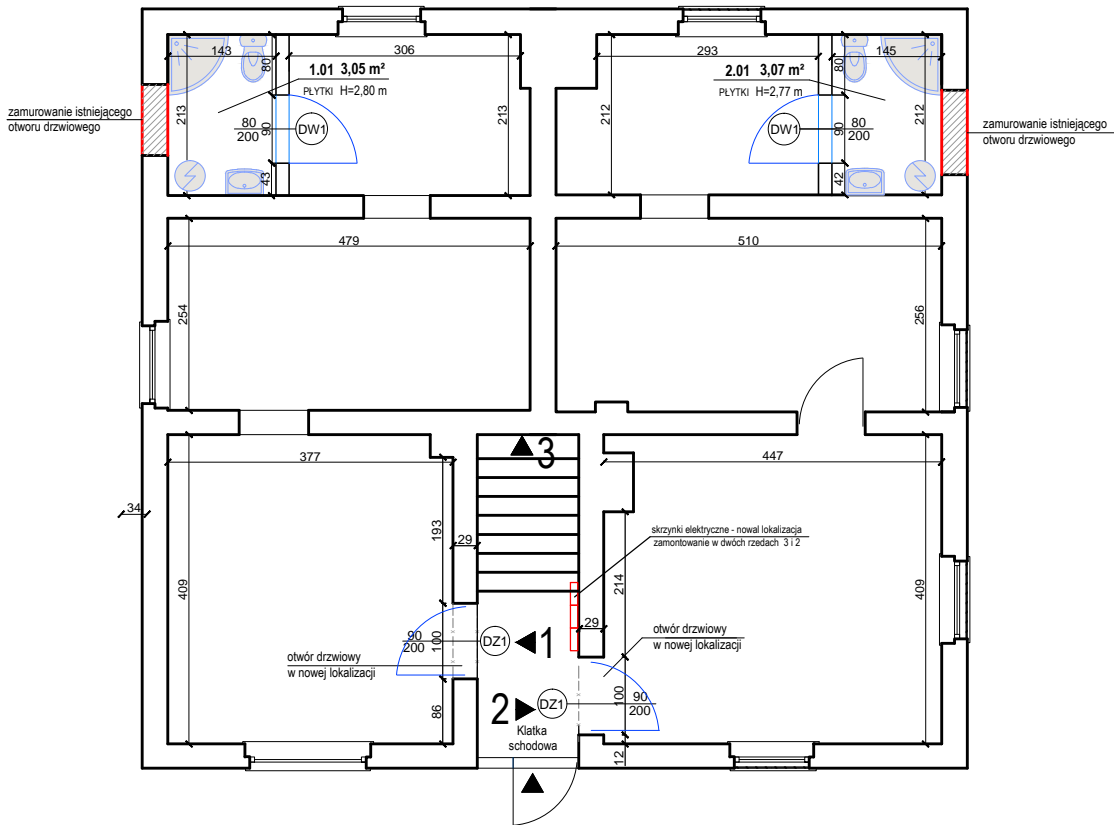 143
306
293
145
80
1.01 3,05 m²
PŁYTKI H=2,80 m
2.01 3,07 m²
PŁYTKI H=2,77 m
80
zamurowanie istniejącego
otworu drzwiowego
213
80
200
90
DW1
213
212
DW1
80
200
90
212
zamurowanie istniejącego
otworu drzwiowego
43
42
479
510
254
256
377
3
447
34
193
29
skrzynki elektryczne - nowal lokalizacja
zamontowanie w dwóch rzedach 3 i 2
409
214
409
29
90
200
100
DZ1
1
otwór drzwiowy
w nowej lokalizacji
otwór drzwiowy
w nowej lokalizacji
86
2
DZ1
100
90
200
Klatka
schodowa
12